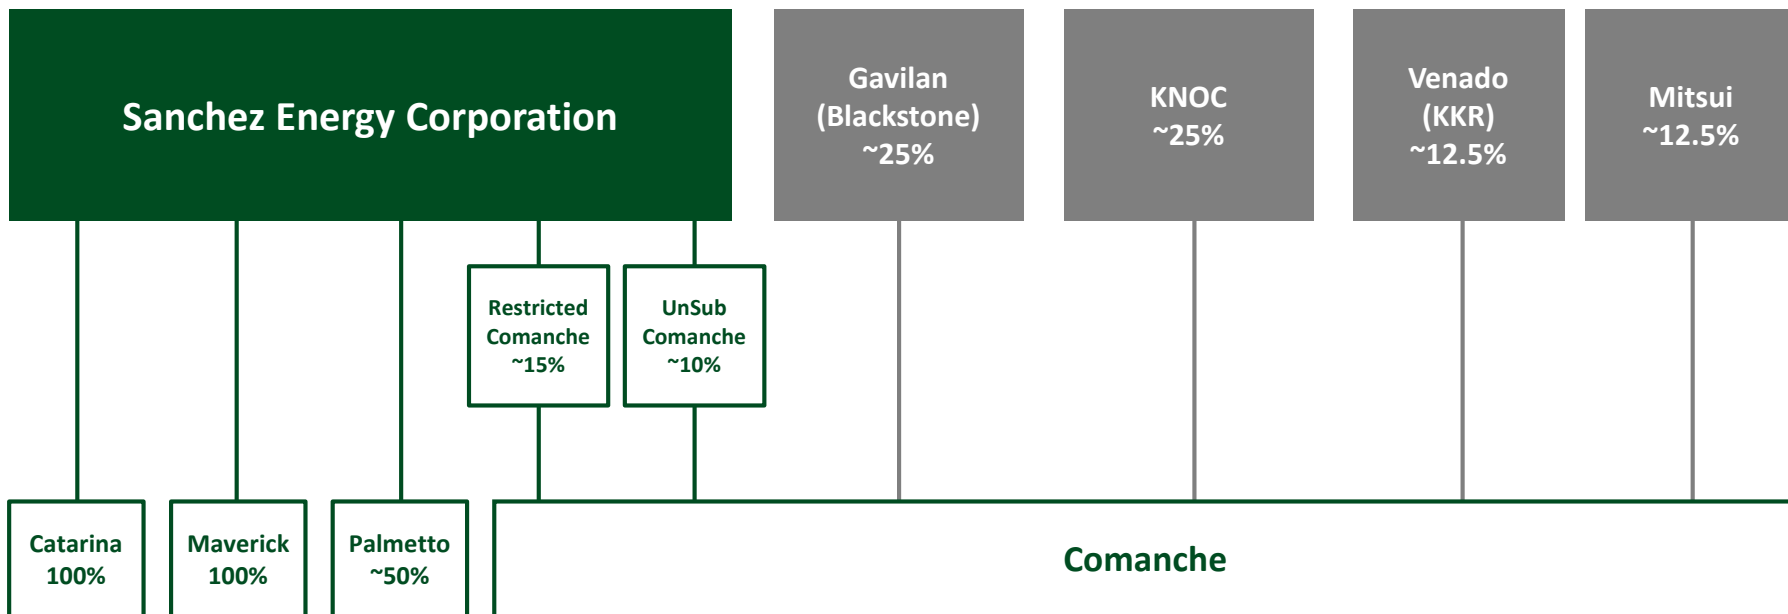 Sanchez Energy Corporation
Gavilan
(Blackstone)
~25%
KNOC
~25%
Venado
(KKR)
~12.5%
Mitsui
~12.5%
Restricted
Comanche
~15%
UnSub
Comanche
~10%
Catarina
100%
Maverick
100%
Palmetto
~50%
Comanche